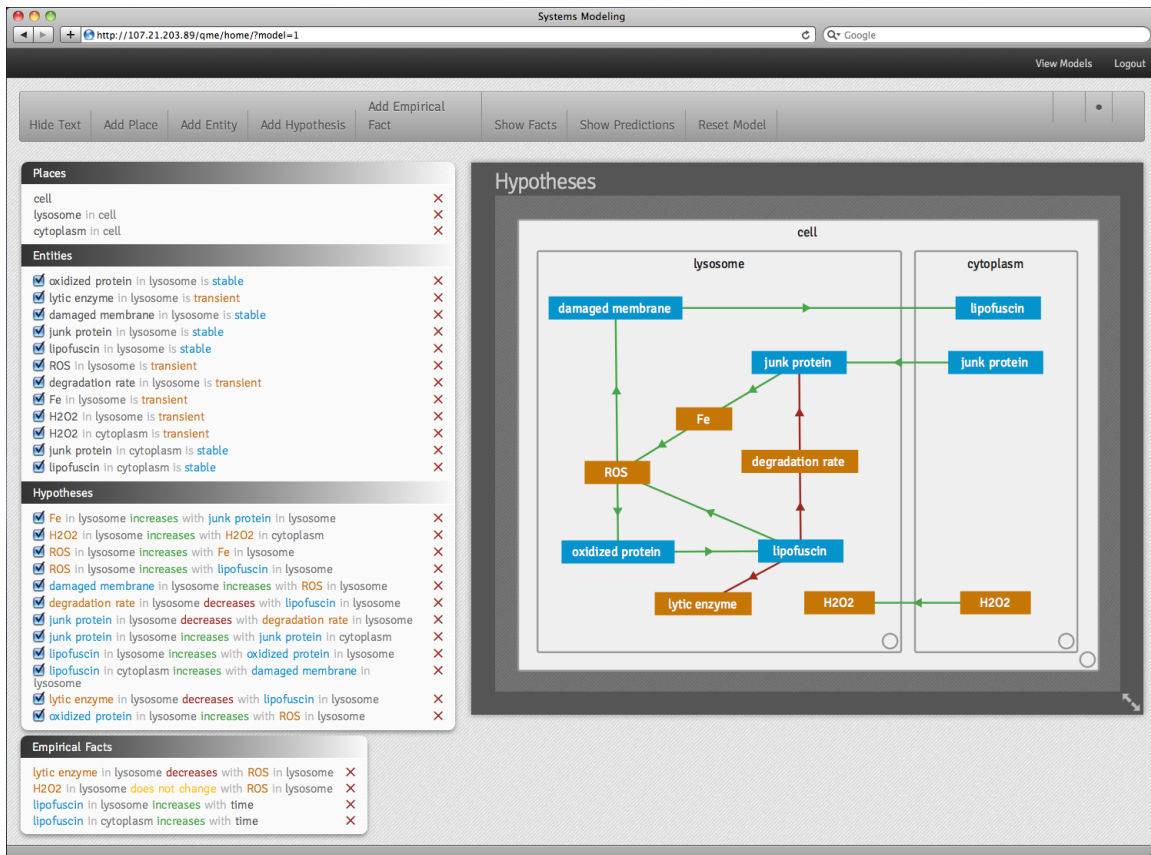 Systems Modeling
http://107.21.203.89/qme/home/?model=1
Google
View Models
Logout
Hide Text
Add Place
Add Entity
Add Hypothesis
Add Empirical
Fact
Show Facts
Show Predictions
Reset Model
Places
cell
lysosome in cell
cytoplasm in cell
Entities
oxidized protein in lysosome is stable
lytic enzyme in lysosome is transient
damaged membrane in lysosome is stable
junk protein in lysosome is stable
lipofuscin in lysosome is stable
ROS in lysosome is transient
degradation rate in lysosome is transient
Fe in lysosome is transient
H2O2 in lysosome is transient
H2O2 in cytoplasm is transient
junk protein in cytoplasm is stable
lipofuscin in cytoplasm is stable
Hypotheses
Fe in lysosome increases with junk protein in lysosome
H2O2 in lysosome increases with H2O2 in cytoplasm
ROS in lysosome increases with Fe in lysosome
ROS in lysosome increases with lipofuscin in lysosome
damaged membrane in lysosome increases with ROS in lysosome
degradation rate in lysosome decreases with lipofuscin in lysosome
junk protein in lysosome decreases with degradation rate in lysosome
junk protein in lysosome increases with junk protein in cytoplasm
lipofuscin in lysosome increases with oxidized protein in lysosome
lipofuscin in cytoplasm increases with damaged membrane in
lysosome
lytic enzyme in lysosome decreases with lipofuscin in lysosome
oxidized protein in lysosome increases with ROS in lysosome
Empirical Facts
lytic enzyme in lysosome decreases with ROS in lysosome
H2O2 in lysosome does not change with ROS in lysosome
lipofuscin in lysosome increases with time
lipofuscin in cytoplasm increases with time
Hypotheses
cell
lysosome
cytoplasm
damaged membrane
lipofuscin
junk protein
junk protein
Fe
ROS
degradation rate
oxidized protein
lipofuscin
lytic enzyme
H2O2
H2O2